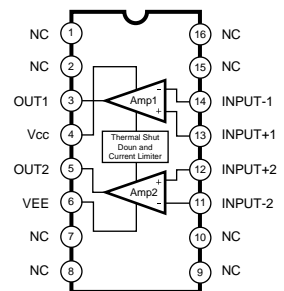 NC 1 16 NC
NC 2 15 NC
OUT1 3 Amp1 - + 14 INPUT-1
Vcc 4 13 INPUT+1
Thermal Shut
Doun and
Current Limiter
OUT2 5 12 INPUT+2
VEE 6 Amp2 + - 11 INPUT-2
NC 7 10 NC
NC 8 9 NC